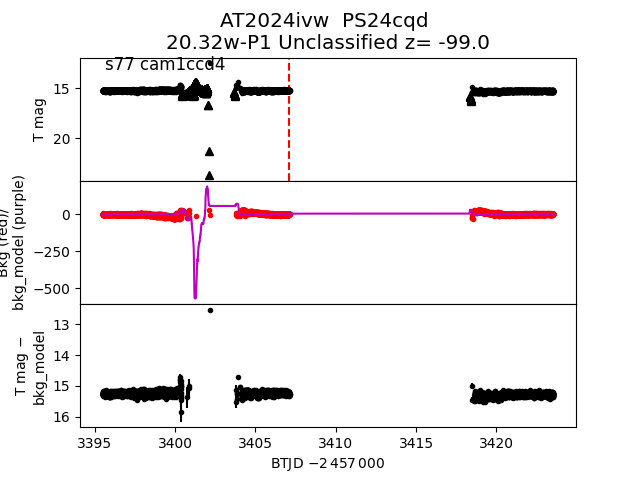 AT2024ivw  PS24cqd
20.32w-P1 Unclassified z= -99.0
s77 cam1ccd4
T mag
15
20
Bkg (red)/
bkg_model (purple)
0
−250
−500
T mag −
bkg_model
13
14
15
16
3395 3400 3405 3410 3415 3420
BTJD −2 457 000